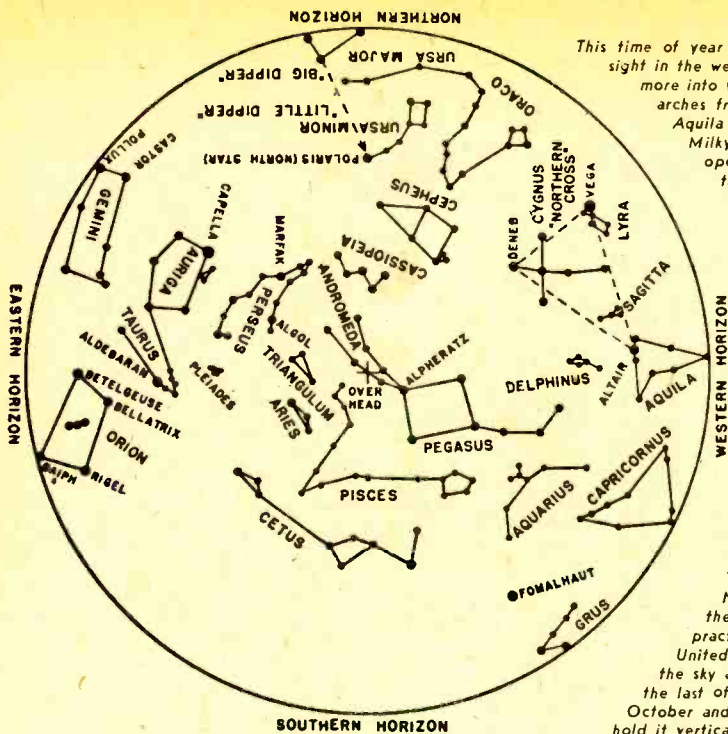 NORTHERN HORIZON
This time of year
sight in the we
more into
arches fr
Aquila
Milky
ope
t
URSA MAJOR
"BIG DIPPER"
"LITTLE DIPPER"
URSA MINOR
POLARIS (NORTH STAR)
DRACO
CEPHEUS
CASSIOPEIA
CYGNUS
"NORTHERN
CROSS"
VEGA
LYRA
DENEB
SAGITTA
POLLUX
CASTOR
GEMINI
CAPELLA
AURIGA
MARFAK
PERSEUS
ALGOL
ANDROMEDA
ALPHERATZ
TAURUS
ALDEBARAN
PLEIADES
TRIANGULUM
ARIES
OVER
HEAD
PEGASUS
DELPHINUS
ALTAIR
AQUILA
EASTERN HORIZON
WESTERN HORIZON
BETELGEUSE
BELLATRIX
ORION
SAIPH
RIGEL
PISCES
CETUS
AQUARIUS
CAPRICORNUS
FOMALHAUT
GRUS
the
pract
United
the sky a
the last of
October and
hold it vertica
SOUTHERN HORIZON